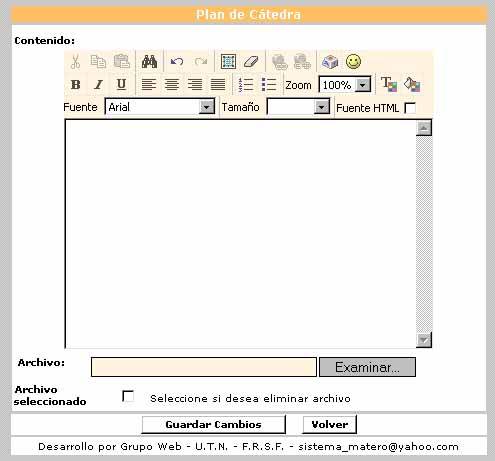 Plan de Cátedra
Contenido:
B I U Zoom 100% T
Fuente Arial Tamaño Fuente HTML
Archivo: Examinar...
Archivo
seleccionado Seleccione si desea eliminar archivo
Guardar Cambios Volver
Desarrollo por Grupo Web - U.T.N. - F.R.S.F. - sistema_matero@yahoo.com